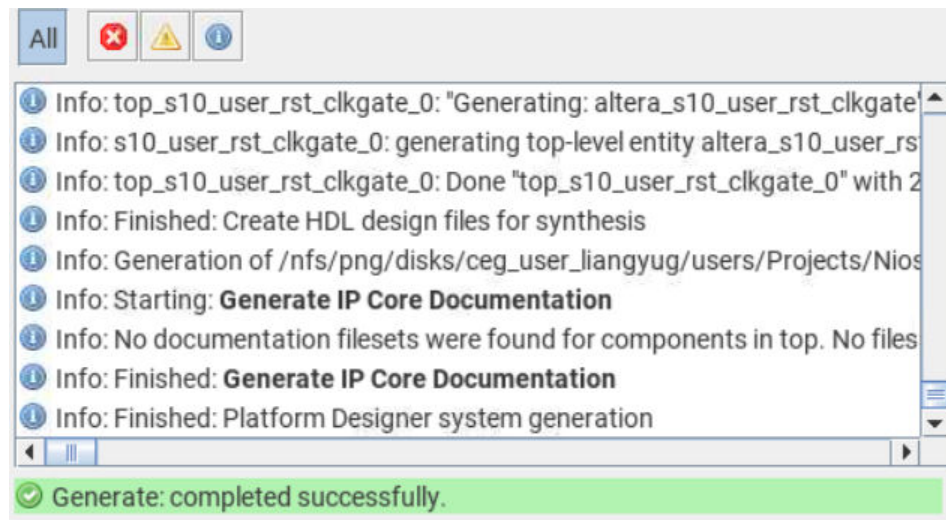 All
Info: top_s10_user_rst_clkgate_0: "Generating: altera_s10_user_rst_clkgate"
Info: s10_user_rst_clkgate_0: generating top-level entity altera_s10_user_rs
Info: top_s10_user_rst_clkgate_0: Done "top_s10_user_rst_clkgate_0" with 2
Info: Finished: Create HDL design files for synthesis
Info: Generation of /nfs/png/disks/ceg_user_liangyug/users/Projects/Nios
Info: Starting: Generate IP Core Documentation
Info: No documentation filesets were found for components in top. No files
Info: Finished: Generate IP Core Documentation
Info: Finished: Platform Designer system generation
Generate: completed successfully.